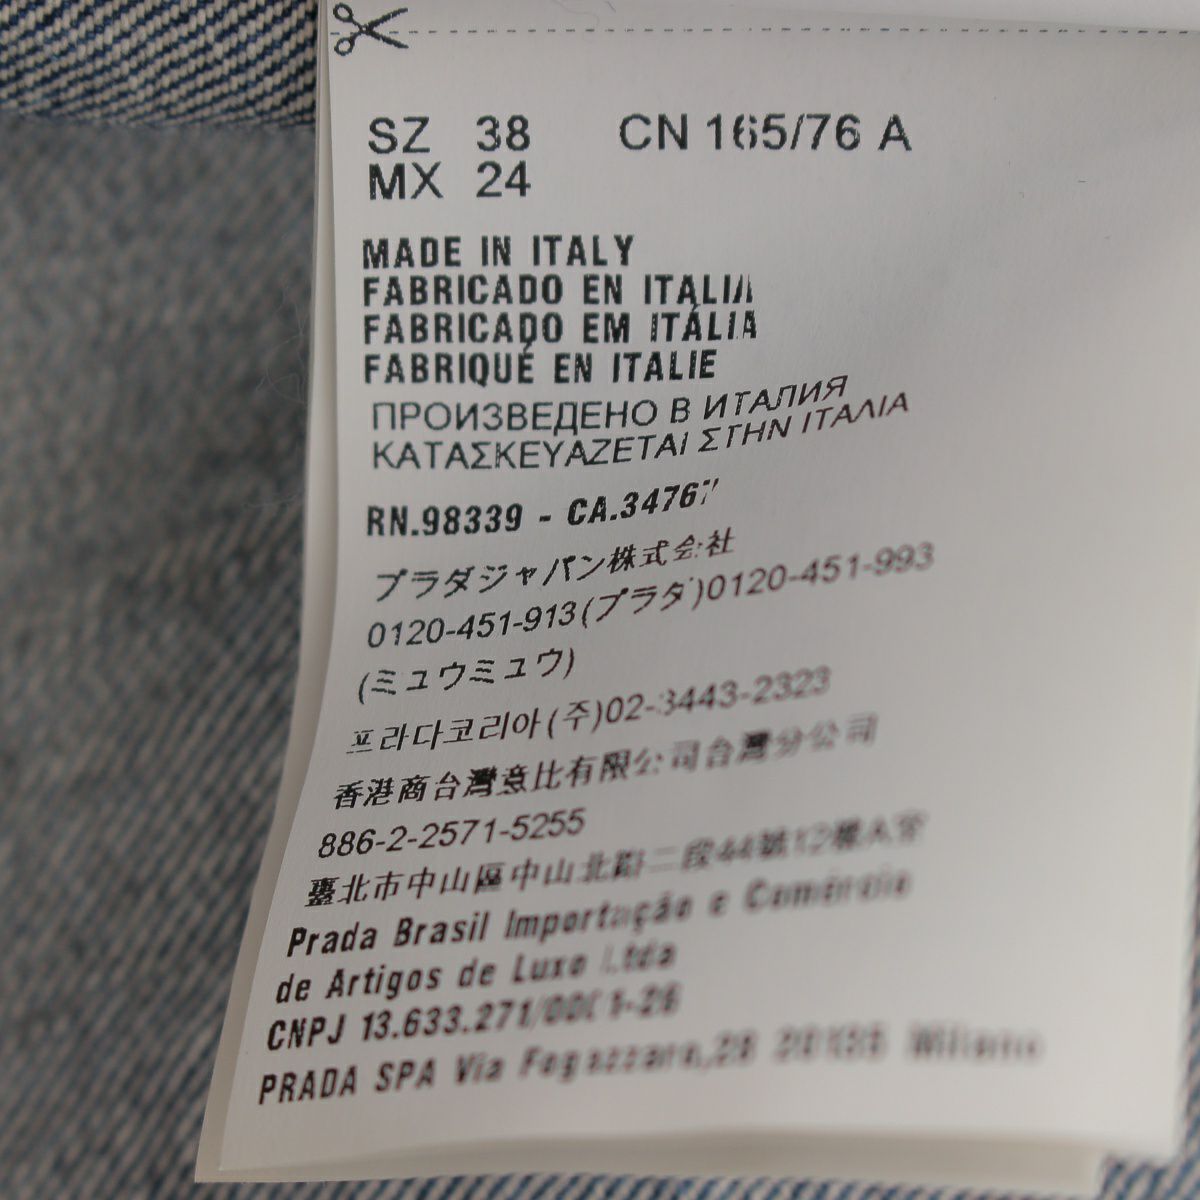 SZ 38 CN 165/76 A
MX 24
MADE IN ITALY
FABRICADO EN ITALIA
FABRICADO EM ITÁLIA
FABRIQUÉ EN ITALIE
ПРОИЗВЕДЕНО В ИТАЛИЯ
ΚΑΤΑΣΚΕΥΑΖΕΤΑΙ ΣΤΗΝ ΙΤΑΛΙΑ
RN.98339 - CA.34767
プラダジャパン株式会社
0120-451-913(プラダ)0120-451-993
(ミュウミュウ)
프라다코리아(주)02-3443-2323
香港商台灣意比有限公司台灣分公司
886-2-2571-5255
臺北市中山區中山北路二段44號12樓A室
Prada Brasil Importação e Comércio
de Artigos de Luxo Ltda
CNPJ 13.633.271/0001-26
PRADA SPA Via Fogazzaro,28 20135 Milano